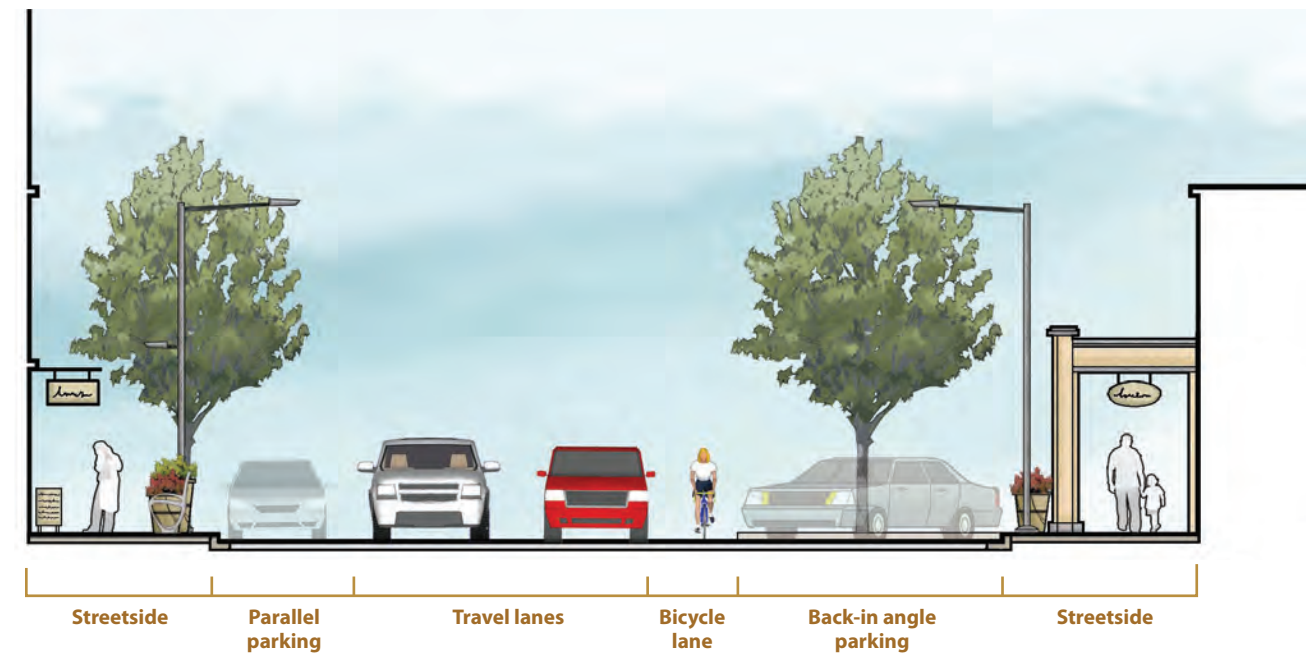 Streetside
Parallel
parking
Travel lanes
Bicycle
lane
Back-in angle
parking
Streetside